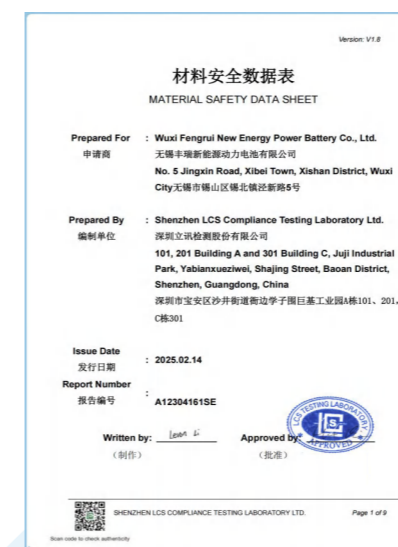 Version: V1.8
材料安全数据表
MATERIAL SAFETY DATA SHEET
Prepared For : Wuxi Fengrui New Energy Power Battery Co., Ltd.
申请商 无锡丰瑞新能源动力电池有限公司
No. 5 Jingxin Road, Xibei Town, Xishan District, Wuxi
City无锡市锡山区锡北镇泾新路5号
Prepared By : Shenzhen LCS Compliance Testing Laboratory Ltd.
编制单位 深圳立讯检测股份有限公司
101, 201 Building A and 301 Building C, Juji Industrial
Park, Yabianxueziwei, Shajing Street, Baoan District,
Shenzhen, Guangdong, China
深圳市宝安区沙井街道衙边学子围巨基工业园A栋101、201,
C栋301
Issue Date
发行日期 : 2025.02.14
Report Number :
报告编号 A12304161SE
Written by: Leon Li Approved by:
（制作） （批准）
LCS TESTING LABORATORY
LCS
APPROVED
SHENZHEN LCS COMPLIANCE TESTING LABORATORY LTD. Page 1 of 9
Scan code to check authenticity